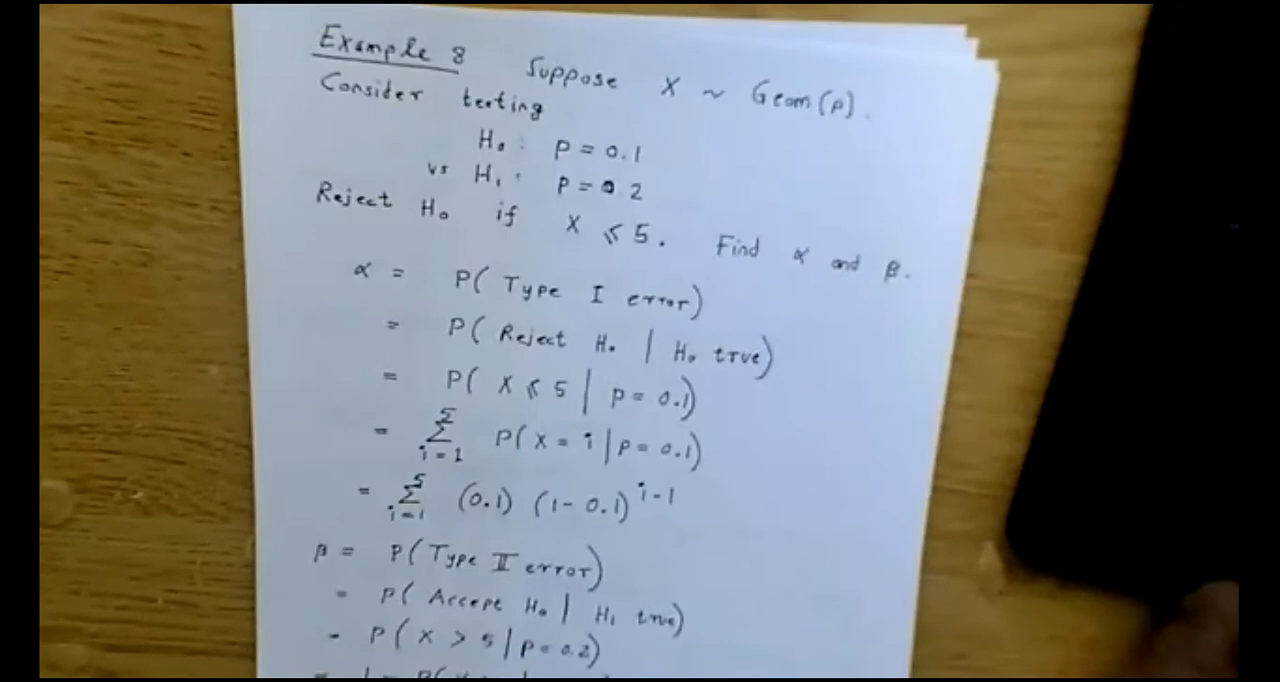 Example 8 Suppose X ~ Geom(p).
Consider testing
H₀: p = 0.1
vs H₁: p = 0.2
Reject H₀ if X ≤ 5. Find α and β.
α = P(Type I error)
= P(Reject H₀ | H₀ true)
= P(X ≤ 5 | p = 0.1)
= Σ_{i=1}^{5} P(X = i | p = 0.1)
= Σ_{i=1}^{5} (0.1) (1-0.1)^{i-1}
β = P(Type II error)
= P(Accept H₀ | H₁ true)
= P(X > 5 | p = 0.2)
= 1 - P(